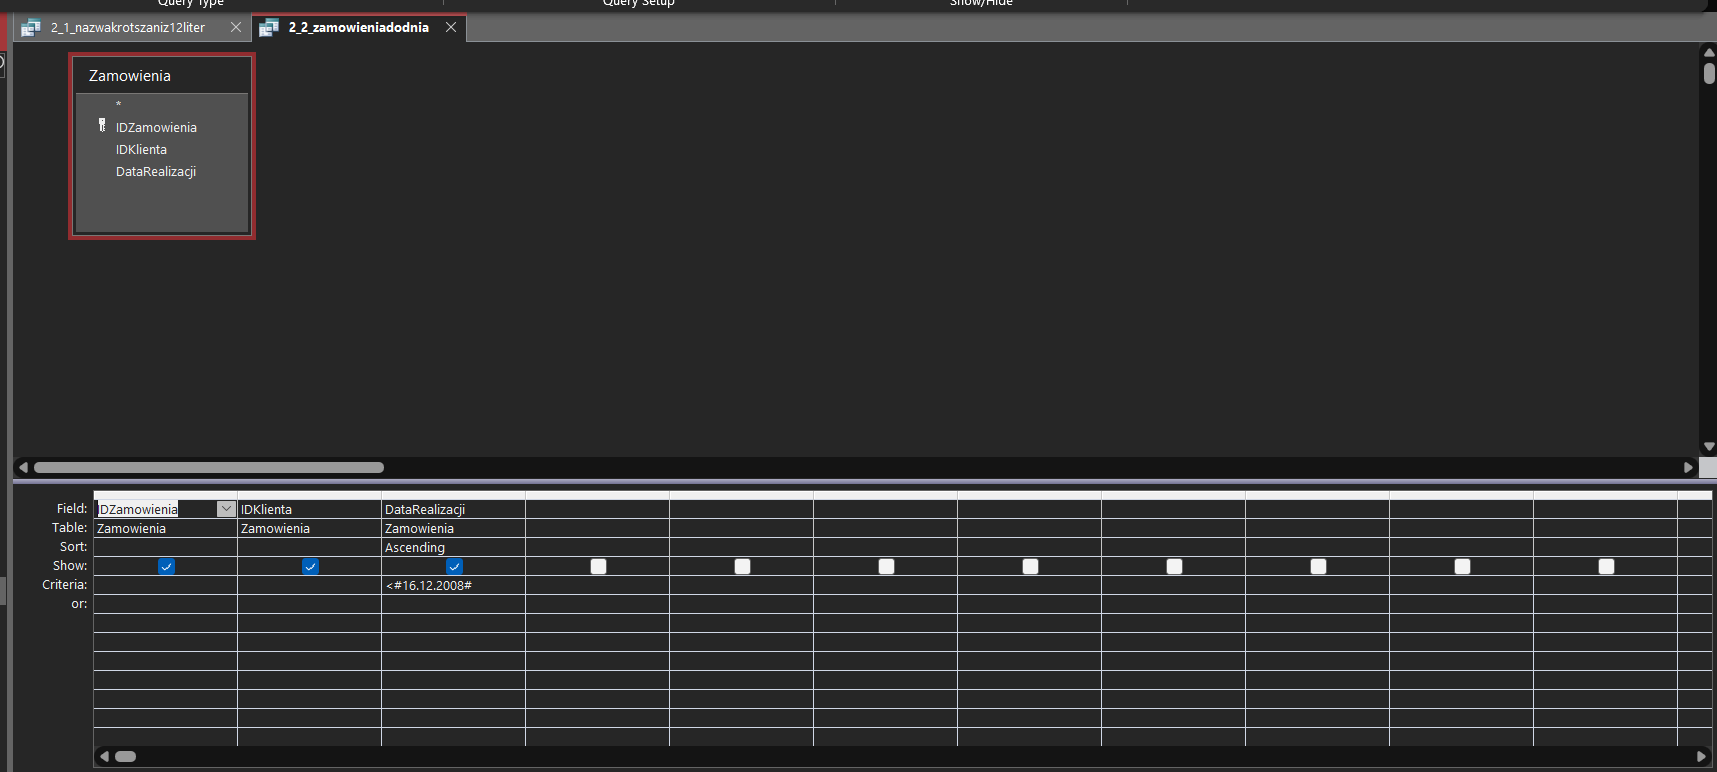 Query Type Query Setup Show/Hide
2_1_nazwakrotszaniz12liter 2_2_zamowieniadodnia
Zamowienia
*
IDZamowienia
IDKlienta
DataRealizacji
Field: IDZamowienia IDKlienta DataRealizacji
Table: Zamowienia Zamowienia Zamowienia
Sort: Ascending
Show:
Criteria: <#16.12.2008#
or: